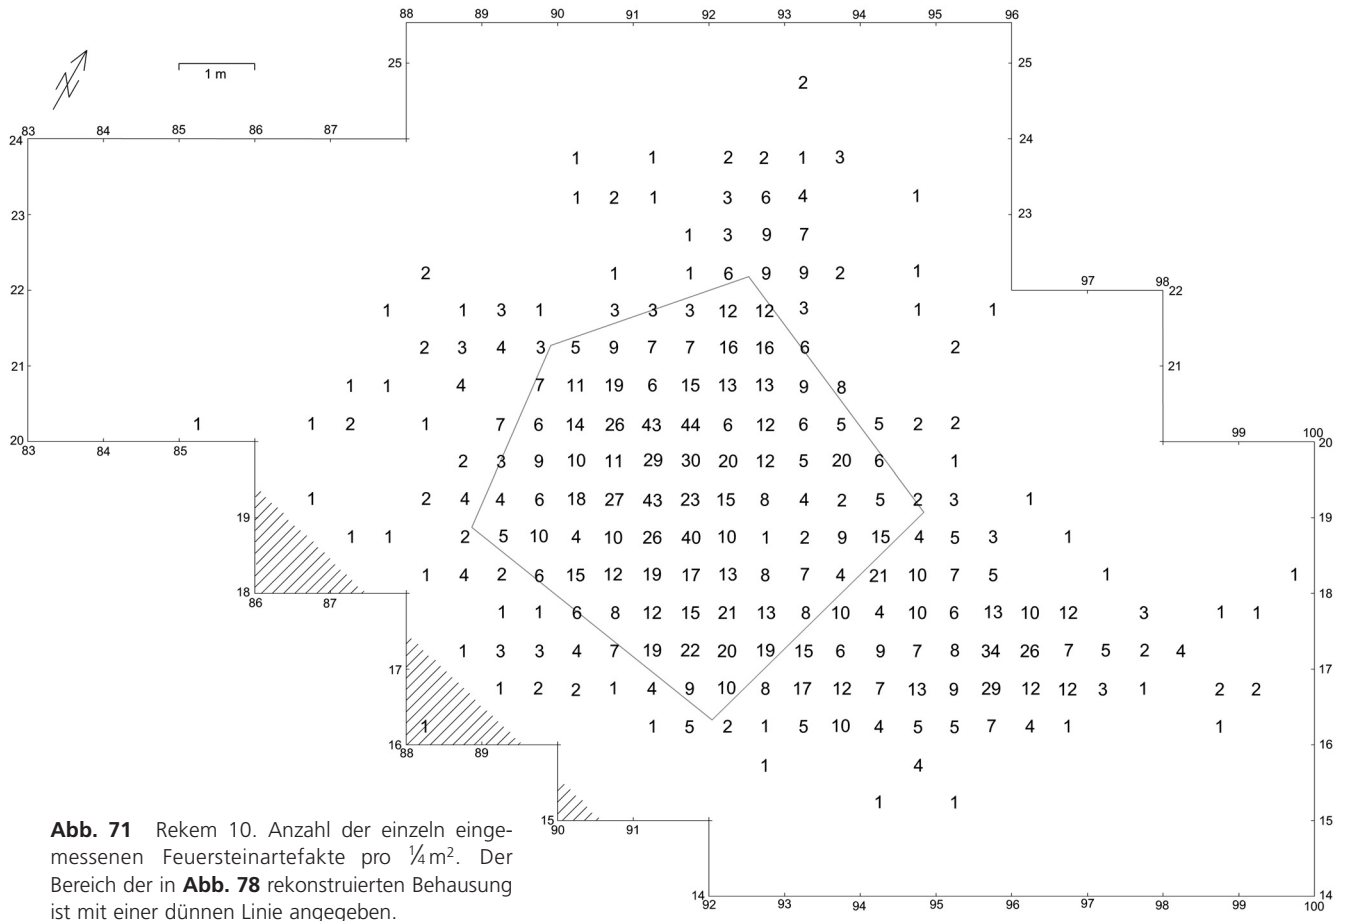 88 89 90 91 92 93 94 95 96
25 25
1 m
2
83 84 85 86 87
24 24
1 1 2 2 1 3
1 2 1 3 6 4 1
23 23
1 3 9 7
2 1 1 6 9 9 2 1
97 98
22 22
1 1 3 1 3 3 3 12 12 3 1 1
2 3 4 3 5 9 7 7 16 16 6 2
21 21
1 1 4 7 11 19 6 15 13 13 9 8
1 1 2 1 7 6 14 26 43 44 6 12 6 5 5 2 2
99 100
20 20
83 84 85
2 3 9 10 11 29 30 20 12 5 20 6 1
1 2 4 4 6 18 27 43 23 15 8 4 2 5 2 3 1
19 19
1 1 2 5 10 4 10 26 40 10 1 2 9 15 4 5 3 1
1 4 2 6 15 12 19 17 13 8 7 4 21 10 7 5 1 1
18 18
86 87
1 1 6 8 12 15 21 13 8 10 4 10 6 13 10 12 3 1 1
1 3 3 4 7 19 22 20 19 15 6 9 7 8 34 26 7 5 2 4
17 17
1 2 2 1 4 9 10 8 17 12 7 13 9 29 12 12 3 1 2 2
1 1 5 2 1 5 10 4 5 5 7 4 1 1
16 16
88 89
1 4
1 1
15 15
90 91
Abb. 71 Rekem 10. Anzahl der einzeln einge-
messenen Feuersteinartefakte pro ¼ m². Der
Bereich der in Abb. 78 rekonstruierten Behausung
ist mit einer dünnen Linie angegeben.
14 14
92 93 94 95 96 97 98 99 100